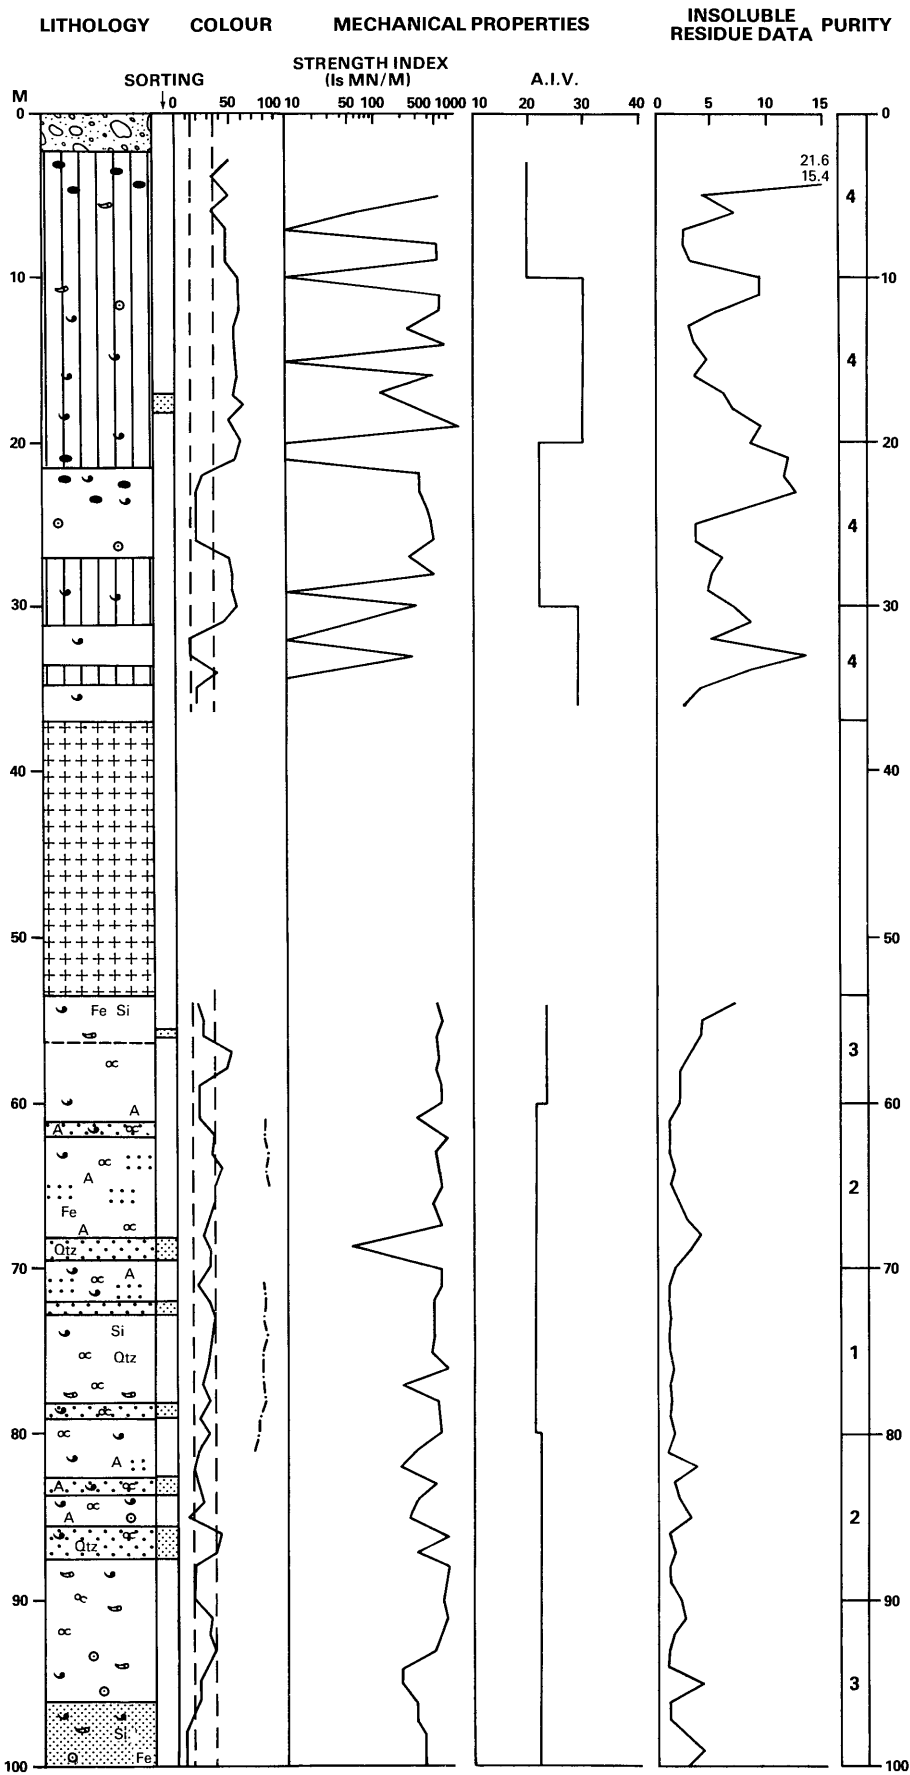 LITHOLOGY COLOUR MECHANICAL PROPERTIES INSOLUBLE RESIDUE DATA PURITY
SORTING STRENGTH INDEX (Is MN/M) A.I.V.
M 0 50 100 10 50 100 500 1000 10 20 30 40 0 5 10 15
0 0
21.6
15.4
4
10 10
4
20 20
4
30 30
4
40 40
50 50
Fe Si
3
60 A 60
A
A 2
Fe
A
Qtz
70 A 70
Si
Qtz 1
80 80
A
A
A 2
Qtz
90 90
3
Si
Fe
100 100